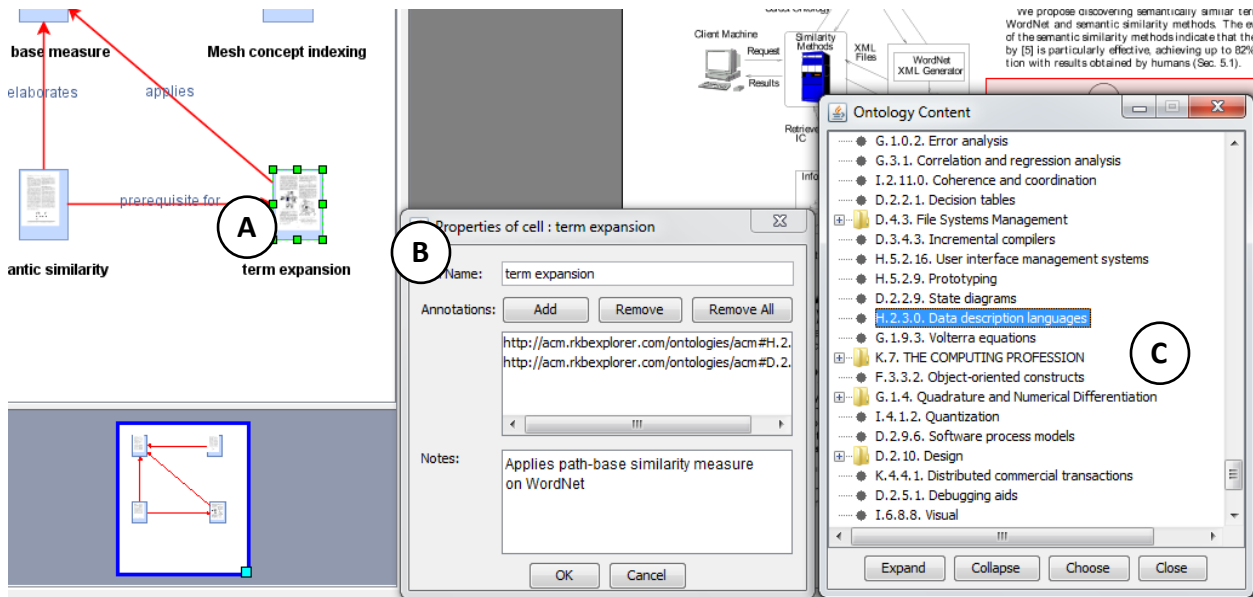 base measure
Mesh concept indexing
elaborates
applies
prerequisite for
A
antic similarity
term expansion
Client Machine
Request
Results
Similarity
Methods
XML
Files
WordNet
XML Generator
Retrieve
IC
Info
We propose discovering semantically similar ter
WordNet and semantic similarity methods. The ev
of the semantic similarity methods indicate that the
by [5] is particularly effective, achieving up to 82%
tion with results obtained by humans (Sec. 5.1).
B
Properties of cell : term expansion
Name: term expansion
Annotations: Add Remove Remove All
http://acm.rkbexplorer.com/ontologies/acm#H.2.
http://acm.rkbexplorer.com/ontologies/acm#D.2.
Notes: Applies path-base similarity measure
on WordNet
OK Cancel
Ontology Content
G.1.0.2. Error analysis
G.3.1. Correlation and regression analysis
I.2.11.0. Coherence and coordination
D.2.2.1. Decision tables
D.4.3. File Systems Management
D.3.4.3. Incremental compilers
H.5.2.16. User interface management systems
H.5.2.9. Prototyping
D.2.2.9. State diagrams
H.2.3.0. Data description languages
G.1.9.3. Volterra equations
K.7. THE COMPUTING PROFESSION
F.3.3.2. Object-oriented constructs
G.1.4. Quadrature and Numerical Differentiation
I.4.1.2. Quantization
D.2.9.6. Software process models
D.2.10. Design
K.4.4.1. Distributed commercial transactions
D.2.5.1. Debugging aids
I.6.8.8. Visual
C
Expand Collapse Choose Close